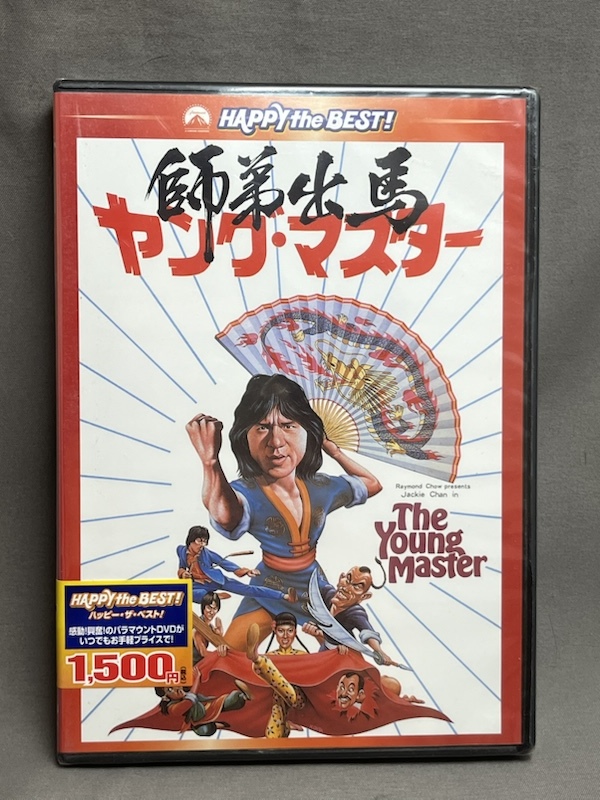 HAPPY the BEST!
師弟出馬
ヤング・マスター
Raymond Chow presents
Jackie Chan in
The
Young
Master
HAPPY the BEST!
ハッピー・ザ・ベスト!
感動!興奮!のパラマウントDVDが
いつでもお手軽プライスで!
1,500円